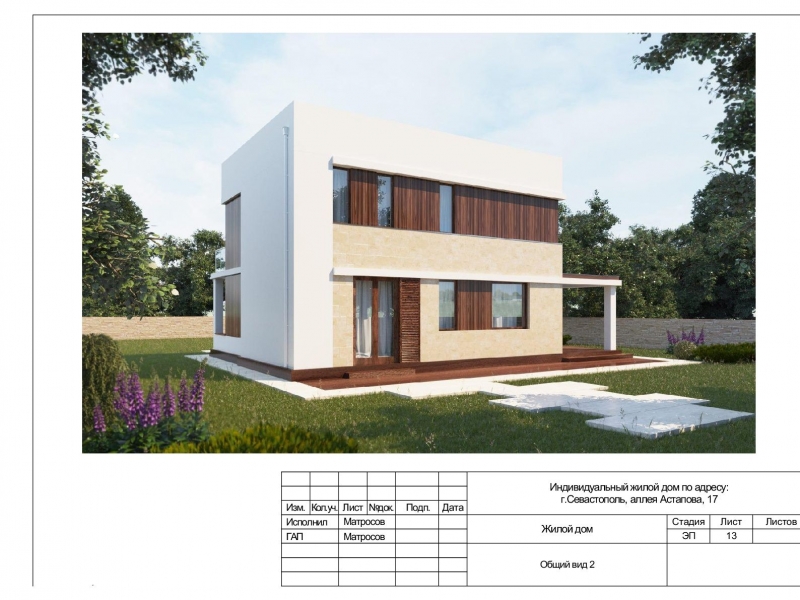 Индивидуальный жилой дом по адресу:
г.Севастополь, аллея Астапова, 17
Изм. Кол.уч. Лист №док. Подп. Дата
Исполнил Матросов
Жилой дом
Стадия Лист Листов
ГАП Матросов
ЭП 13
Общий вид 2